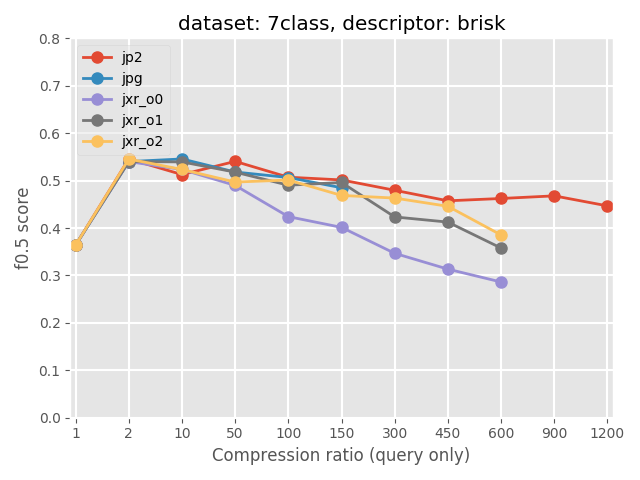 dataset: 7class, descriptor: brisk
0.8
0.7
0.6
0.5
0.4
0.3
0.2
0.1
0.0
f0.5 score
jp2
jpg
jxr_o0
jxr_o1
jxr_o2
1 2 10 50 100 150 300 450 600 900 1200
Compression ratio (query only)